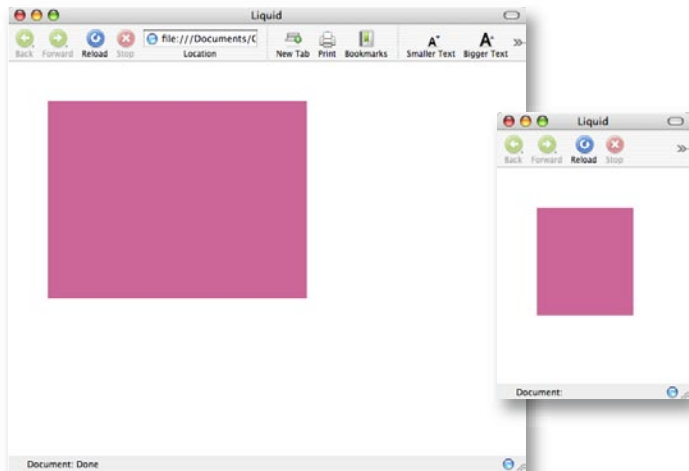 Liquid
file:///Documents/C
Back Forward Reload Stop Location New Tab Print Bookmarks Smaller Text Bigger Text
Document: Done
Liquid
Back Forward Reload Stop
Document: